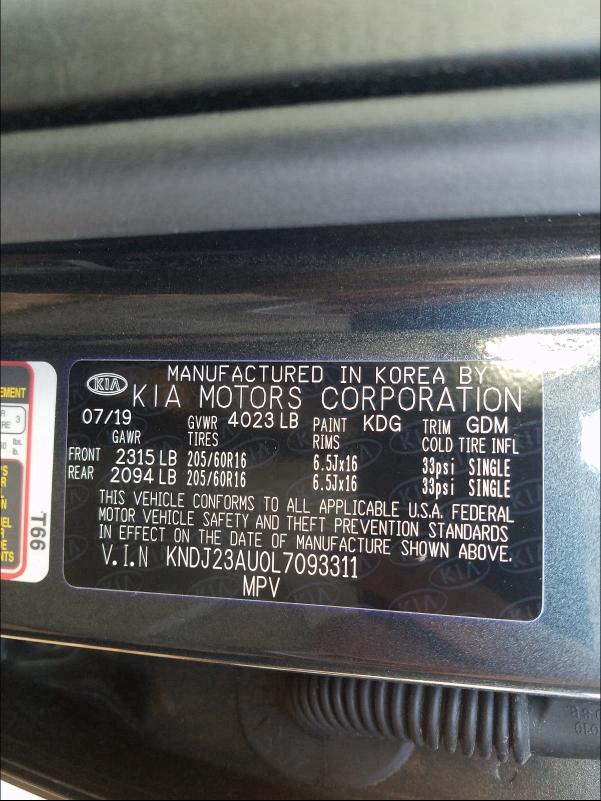 MANUFACTURED IN KOREA BY
KIA
KIA MOTORS CORPORATION
07/19 GVWR 4023 LB PAINT KDG TRIM GDM
GAWR TIRES RIMS COLD TIRE INFL
FRONT 2315 LB 205/60R16 6.5Jx16 33psi SINGLE
REAR 2094 LB 205/60R16 6.5Jx16 33psi SINGLE
THIS VEHICLE CONFORMS TO ALL APPLICABLE U.S.A. FEDERAL
MOTOR VEHICLE SAFETY AND THEFT PREVENTION STANDARDS
IN EFFECT ON THE DATE OF MANUFACTURE SHOWN ABOVE.
V.I.N KNDJ23AU0L7093311
MPV
T66
3
lbs.